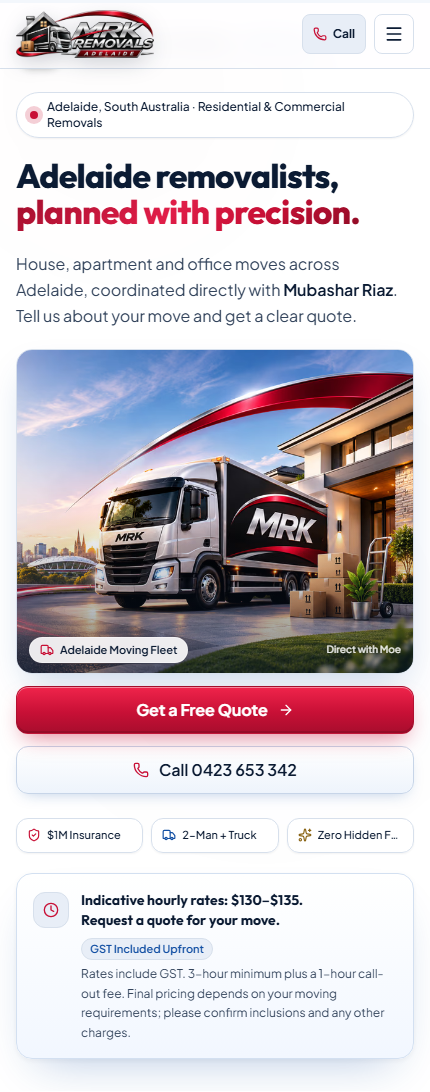 MRK
REMOVALS
ADELAIDE
Call
Adelaide, South Australia · Residential & Commercial
Removals
Adelaide removalists,
planned with precision.
House, apartment and office moves across
Adelaide, coordinated directly with Mubashar Riaz.
Tell us about your move and get a clear quote.
MRK
MRK
Adelaide Moving Fleet
Direct with Moe
Get a Free Quote
Call 0423 653 342
$1M Insurance
2-Man + Truck
Zero Hidden F...
Indicative hourly rates: $130–$135.
Request a quote for your move.
GST Included Upfront
Rates include GST. 3-hour minimum plus a 1-hour call-
out fee. Final pricing depends on your moving
requirements; please confirm inclusions and any other
charges.